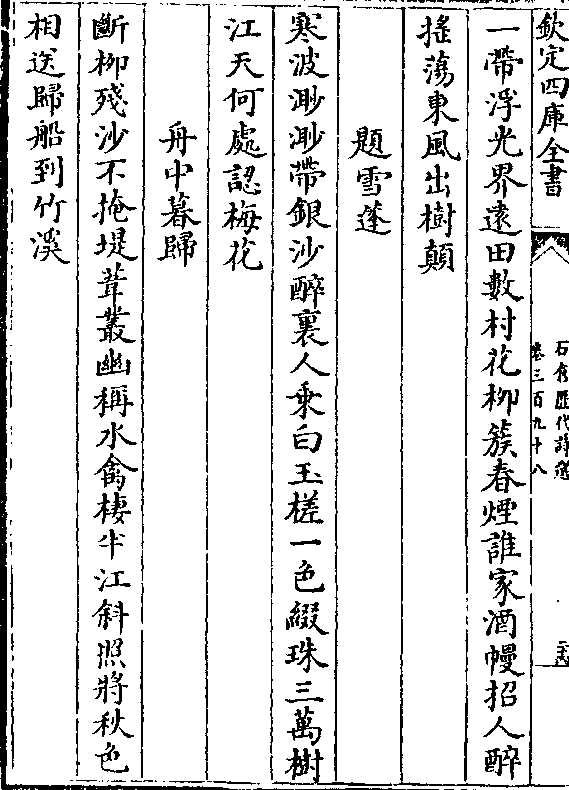 欽定四庫全書
石倉歷代詩選
卷三百九十八
一帶浮光界遠田數村花柳簇春煙誰家酒幔招人醉
搖蕩東風出樹顛
題雪蓬
寒波渺渺帶銀沙醉裏人乘白玉槎一色綴珠三萬樹
江天何處認梅花
舟中暮歸
斷柳殘沙不掩堤葦叢幽稱水禽棲半江斜照將秋色
相送歸船到竹溪